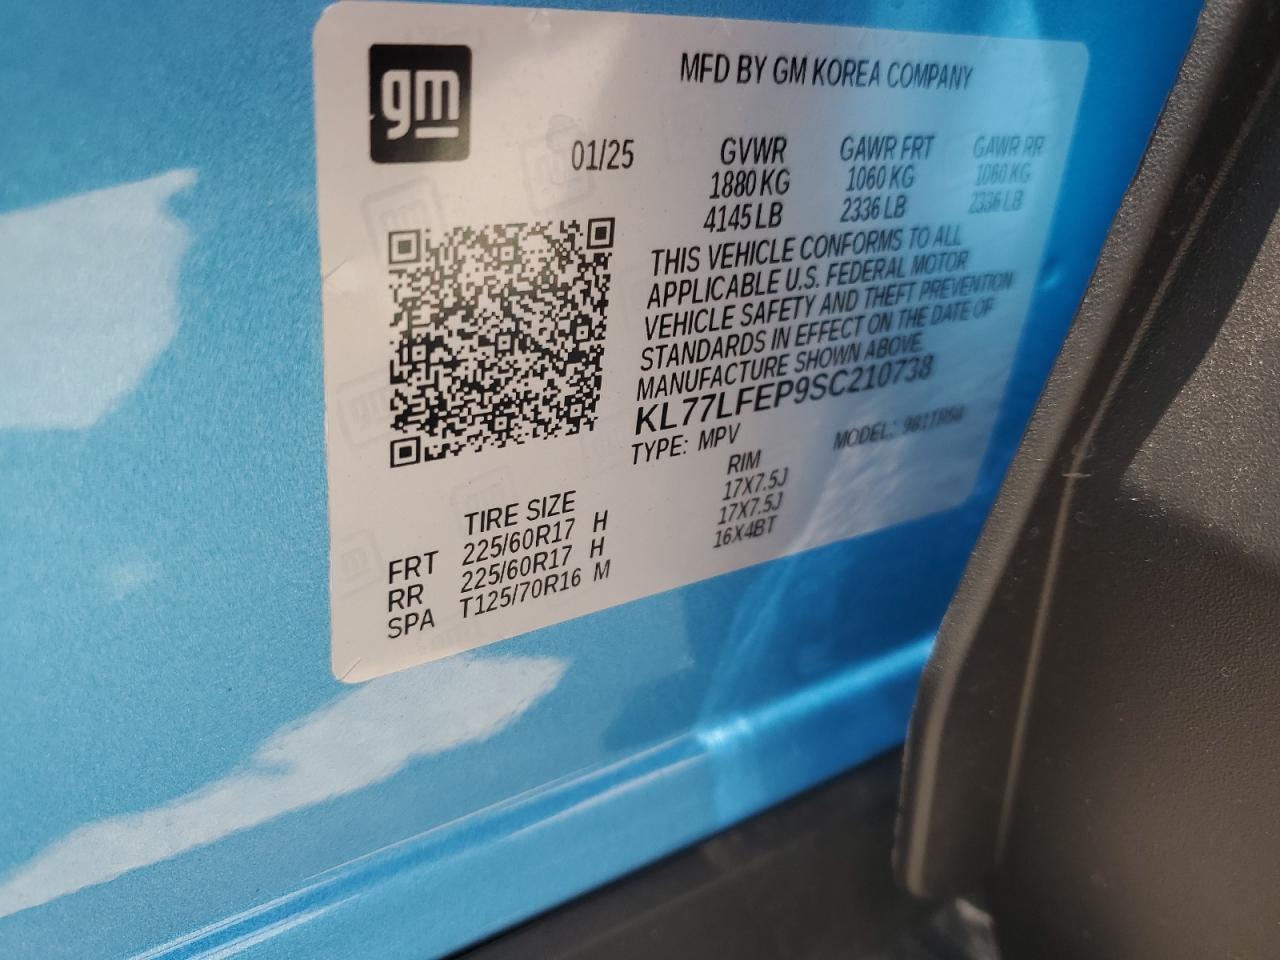 gm
MFD BY GM KOREA COMPANY
01/25
GVWR GAWR FRT GAWR RR
1880 KG 1060 KG 1060 KG
4145 LB 2336 LB 2336 LB
THIS VEHICLE CONFORMS TO ALL
APPLICABLE U.S. FEDERAL MOTOR
VEHICLE SAFETY AND THEFT PREVENTION
STANDARDS IN EFFECT ON THE DATE OF
MANUFACTURE SHOWN ABOVE.
KL77LFEP9SC210738
TYPE: MPV MODEL:
TIRE SIZE RIM
FRT 225/60R17 H 17X7.5J
RR 225/60R17 H 17X7.5J
SPA T125/70R16 M 16X4BT